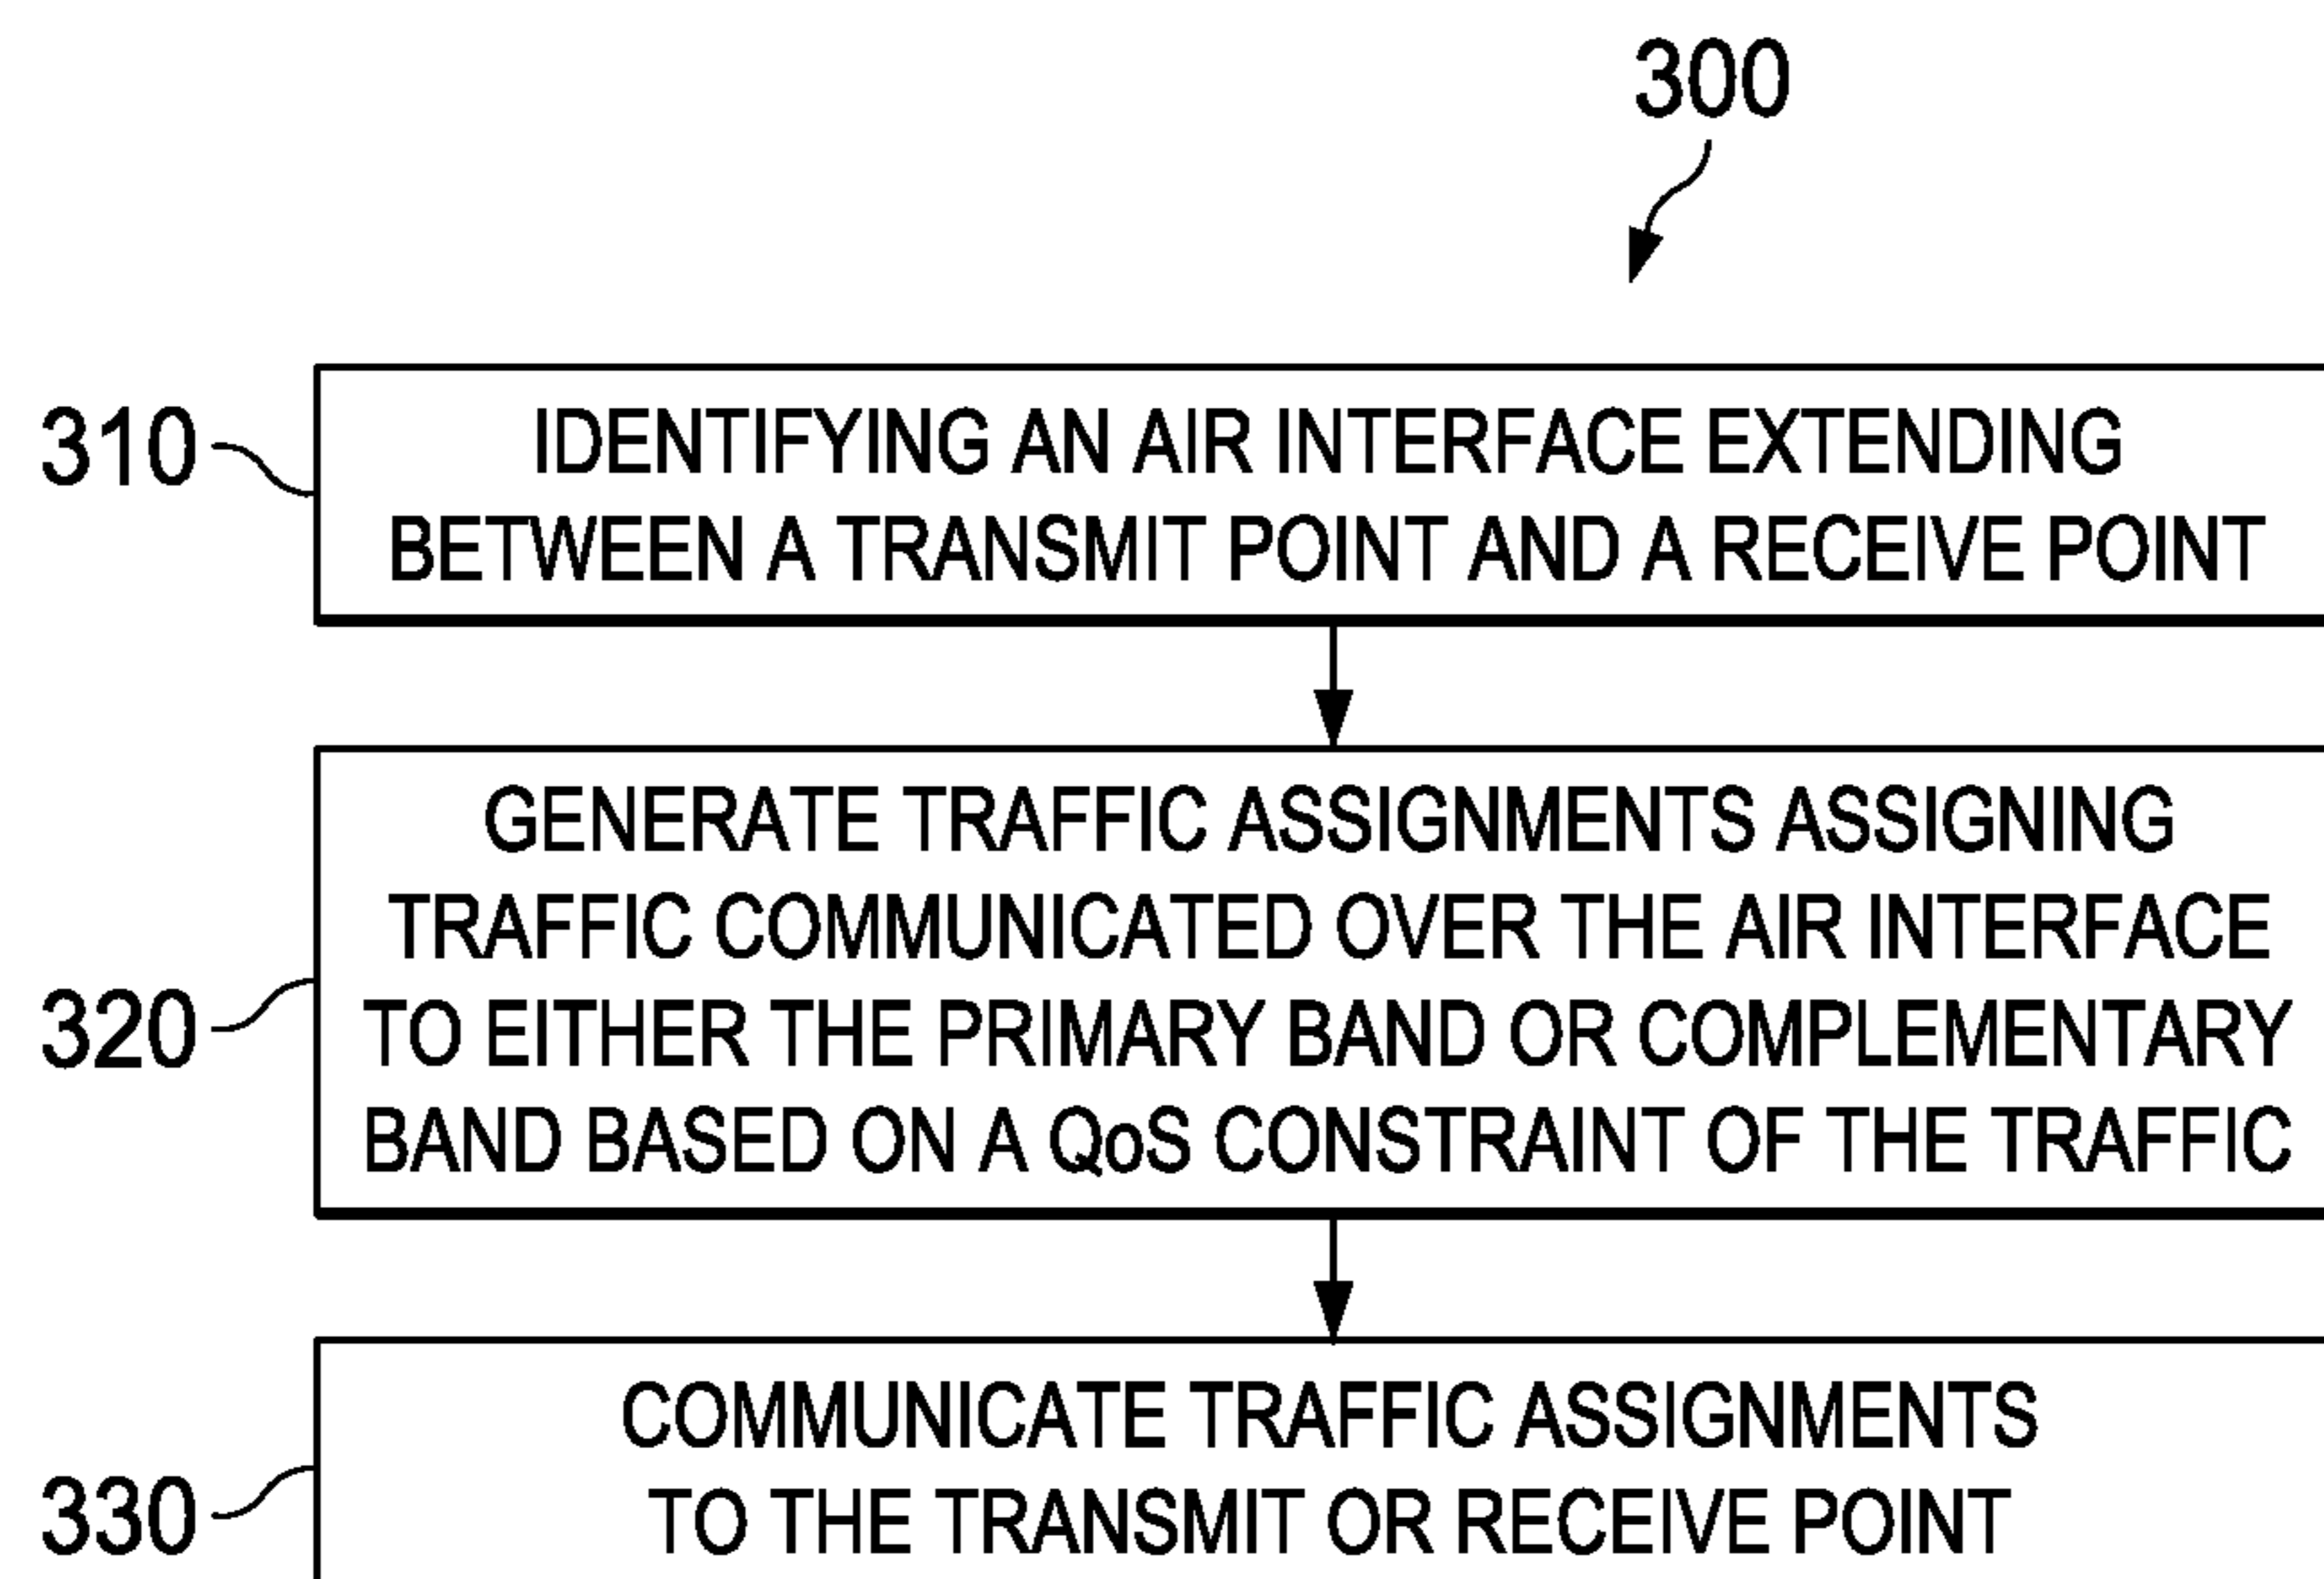 300
310
IDENTIFYING AN AIR INTERFACE EXTENDING
BETWEEN A TRANSMIT POINT AND A RECEIVE POINT
320
GENERATE TRAFFIC ASSIGNMENTS ASSIGNING
TRAFFIC COMMUNICATED OVER THE AIR INTERFACE
TO EITHER THE PRIMARY BAND OR COMPLEMENTARY
BAND BASED ON A QoS CONSTRAINT OF THE TRAFFIC
330
COMMUNICATE TRAFFIC ASSIGNMENTS
TO THE TRANSMIT OR RECEIVE POINT